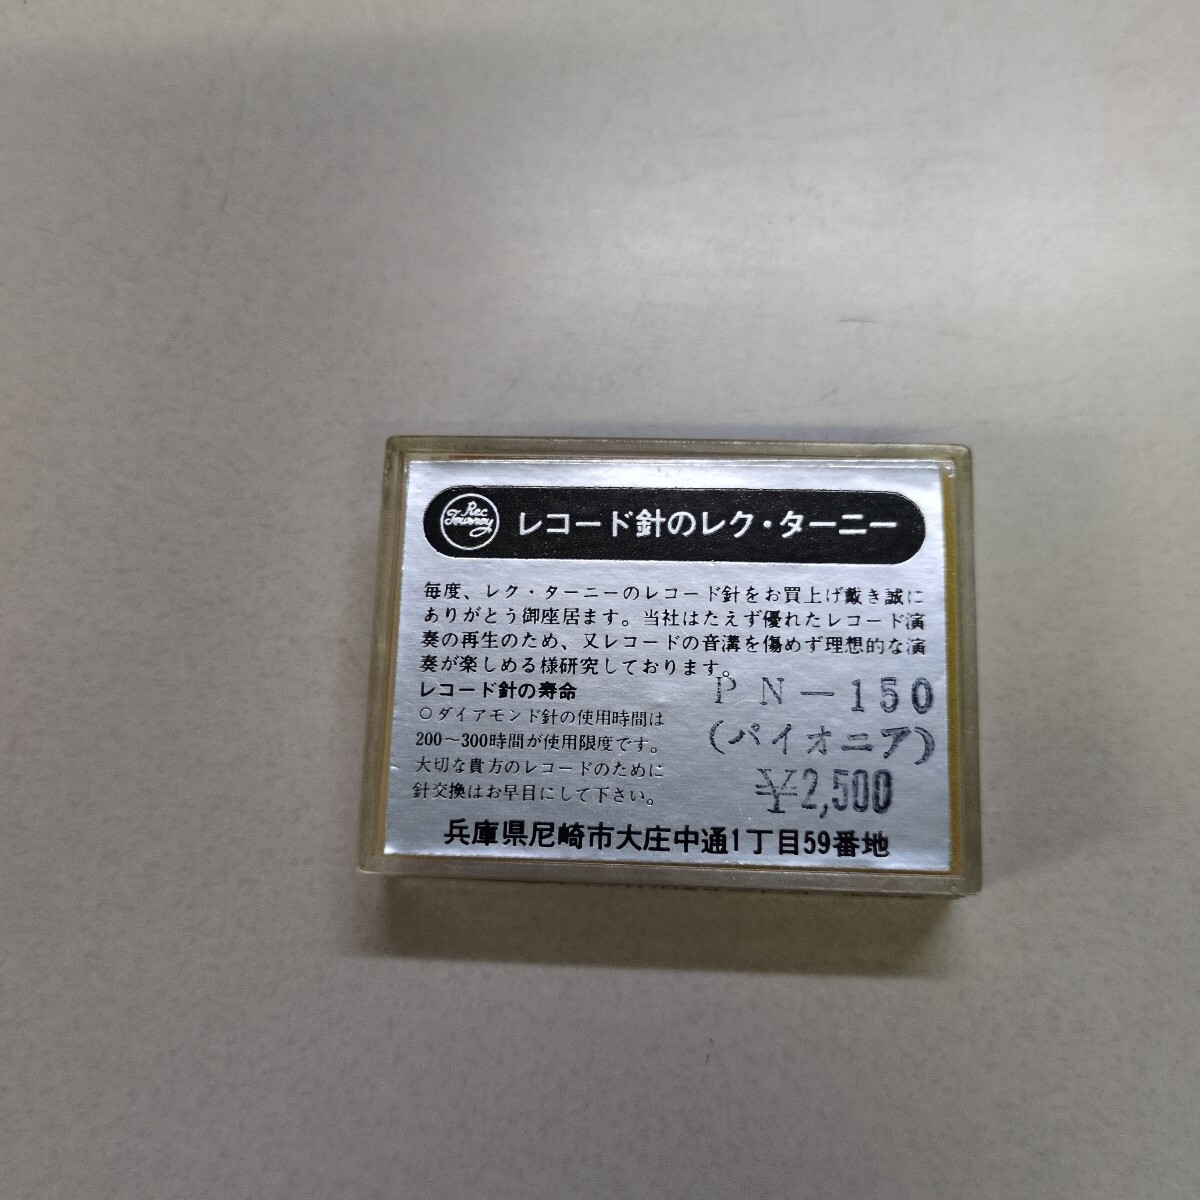 Rec
Tourney
レコード針のレク・ターニー
毎度、レク・ターニーのレコード針をお買上げ戴き誠に
ありがとう御座居ます。当社はたえず優れたレコード演
奏の再生のため、又レコードの音溝を傷めず理想的な演
奏が楽しめる様研究しております。
レコード針の寿命
○ダイアモンド針の使用時間は
200～300時間が使用限度です。
大切な貴方のレコードのために
針交換はお早目にして下さい。
PN－150
(パイオニア)
¥2,500
兵庫県尼崎市大庄中通1丁目59番地